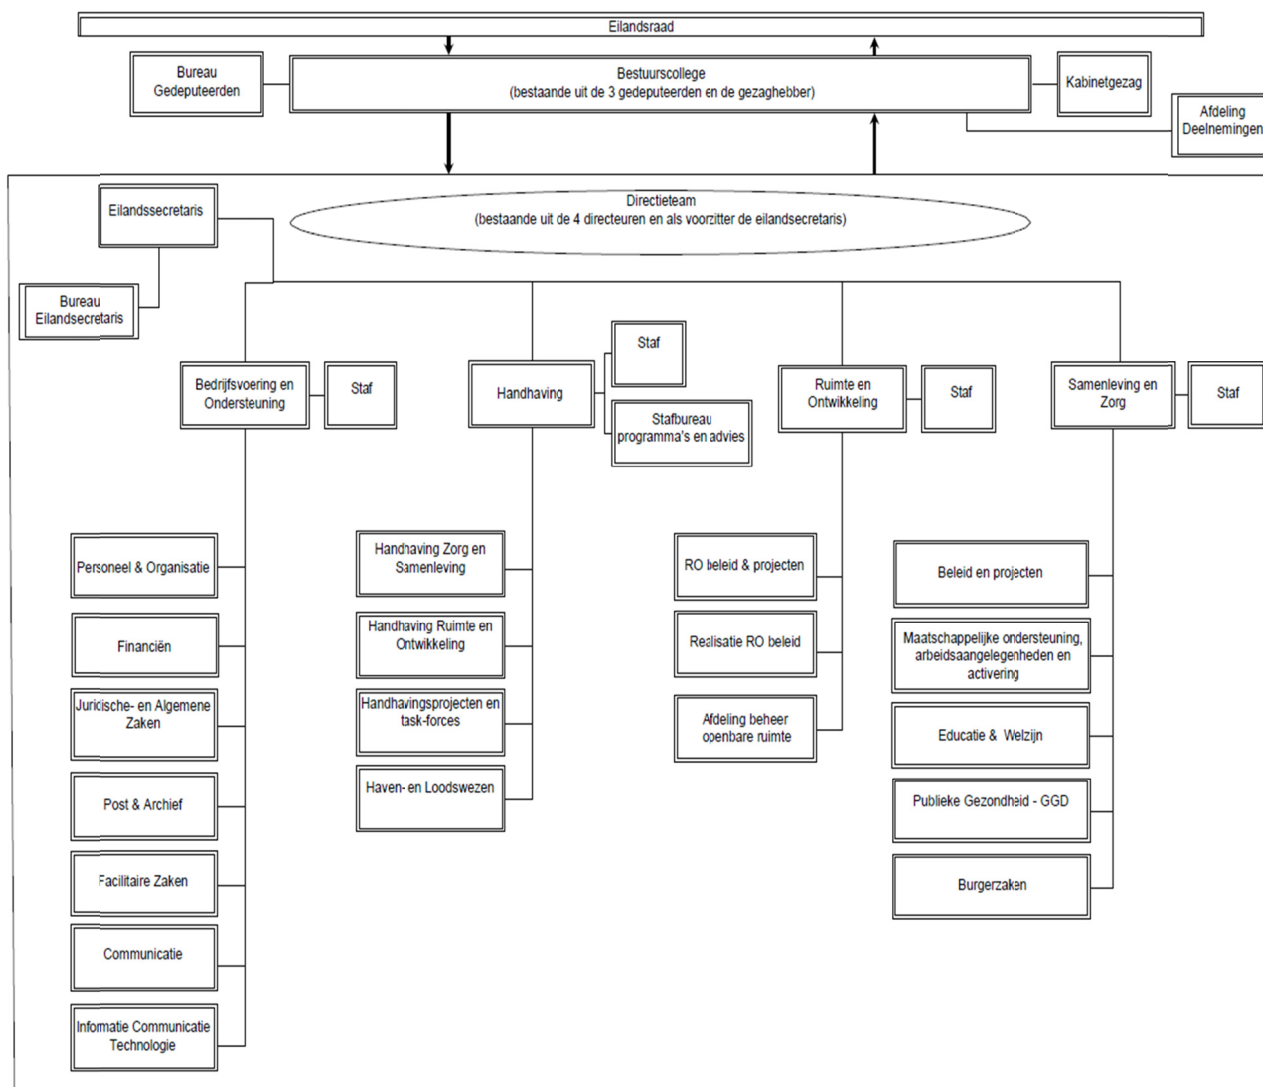 Eilandsraad
Bureau
Gedeputeerden
Bestuurscollege
(bestaande uit de 3 gedeputeerden en de gezaghebber)
Kabinetgezag
Afdeling
Deelnemingen
Eilandssecretaris
Directieteam
(bestaande uit de 4 directeuren en als voorzitter de eilandsecretaris)
Bureau
Eilandsecretaris
Bedrijfsvoering en
Ondersteuning
Staf
Handhaving
Staf
Stafbureau
programma's en advies
Ruimte en
Ontwikkeling
Staf
Samenleving en
Zorg
Staf
Personeel & Organisatie
Financiën
Juridische- en Algemene
Zaken
Post & Archief
Facilitaire Zaken
Communicatie
Informatie Communicatie
Technologie
Handhaving Zorg en
Samenleving
Handhaving Ruimte en
Ontwikkeling
Handhavingsprojecten en
task-forces
Haven- en Loodswezen
RO beleid & projecten
Realisatie RO beleid
Afdeling beheer
openbare ruimte
Beleid en projecten
Maatschappelijke ondersteuning,
arbeidsaangelegenheden en
activering
Educatie & Welzijn
Publieke Gezondheid - GGD
Burgerzaken